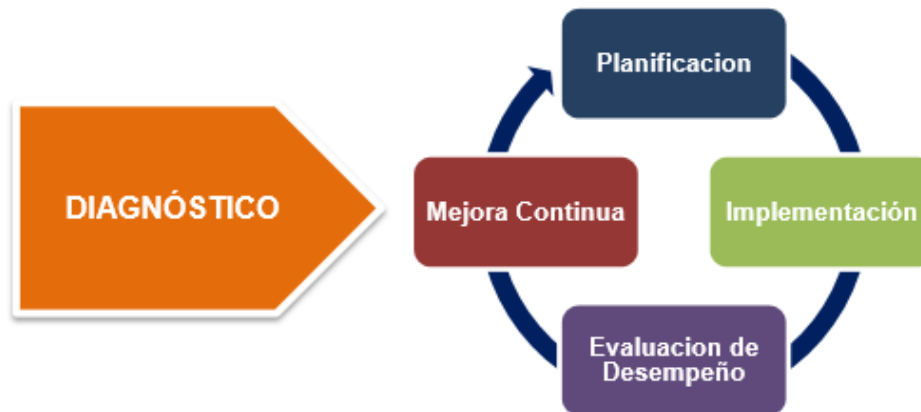 DIAGNÓSTICO
Planificacion
Implementación
Evaluacion de
Desempeño
Mejora Continua